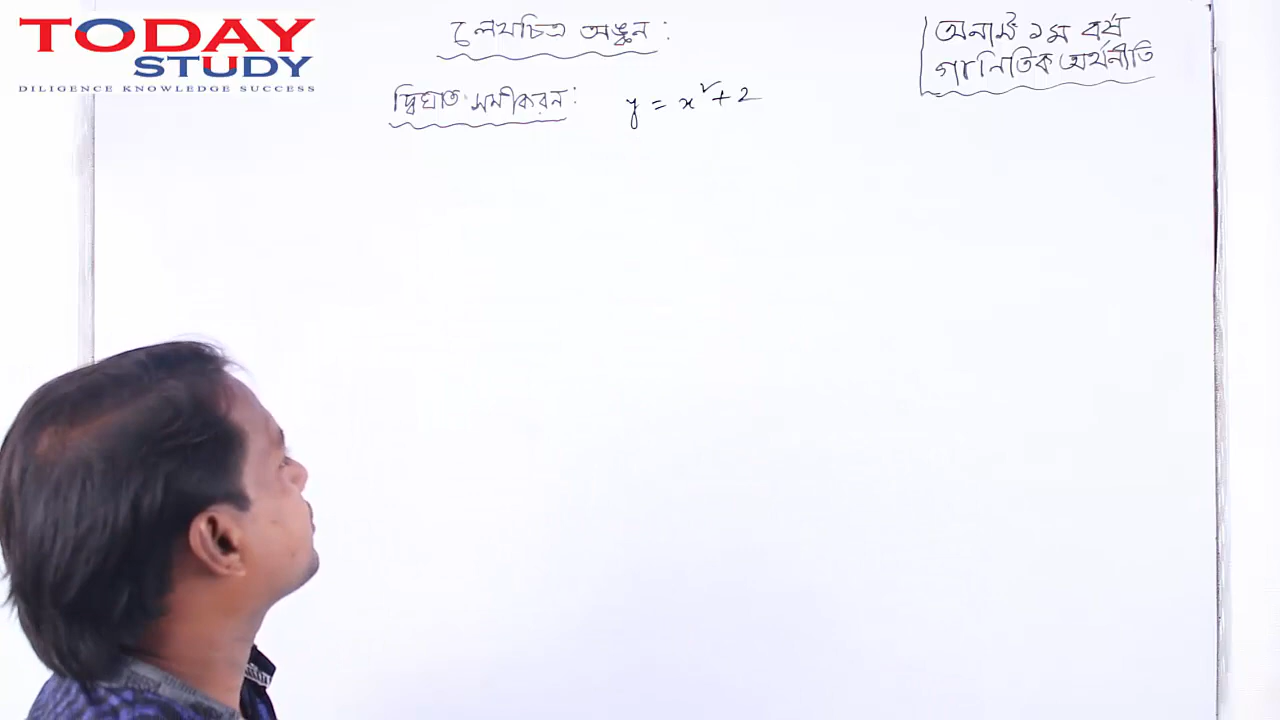 TODAY
STUDY
DILIGENCE KNOWLEDGE SUCCESS
লেখচিত্র অঙ্কন :
অনার্স ১ম বর্ষ
গাণিতিক অর্থনীতি
দ্বিঘাত সমীকরন : y = x² + 2